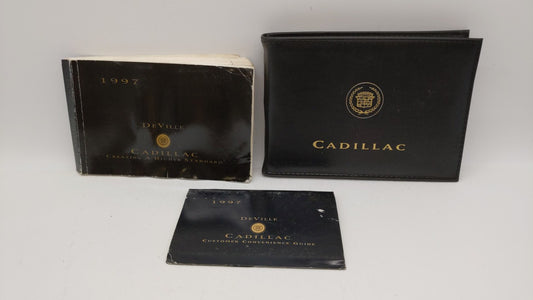 1997
DEVILLE
CADILLAC
CREATING A HIGHER STANDARD
CADILLAC
1997
DEVILLE
CADILLAC
CUSTOMER CONVENIENCE GUIDE